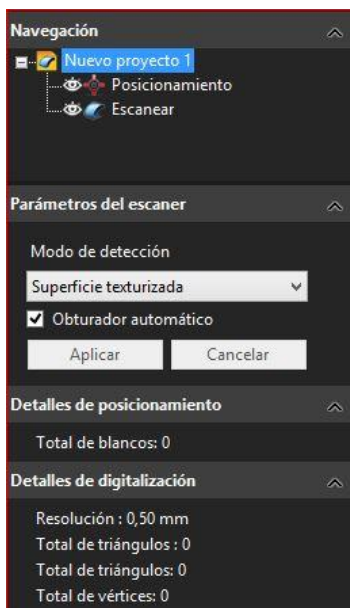 Navegación
Nuevo proyecto 1
Posicionamiento
Escanear
Parámetros del escaner
Modo de detección
Superficie texturizada
Obturador automático
Aplicar Cancelar
Detalles de posicionamiento
Total de blancos: 0
Detalles de digitalización
Resolución : 0,50 mm
Total de triángulos : 0
Total de triángulos: 0
Total de vértices: 0